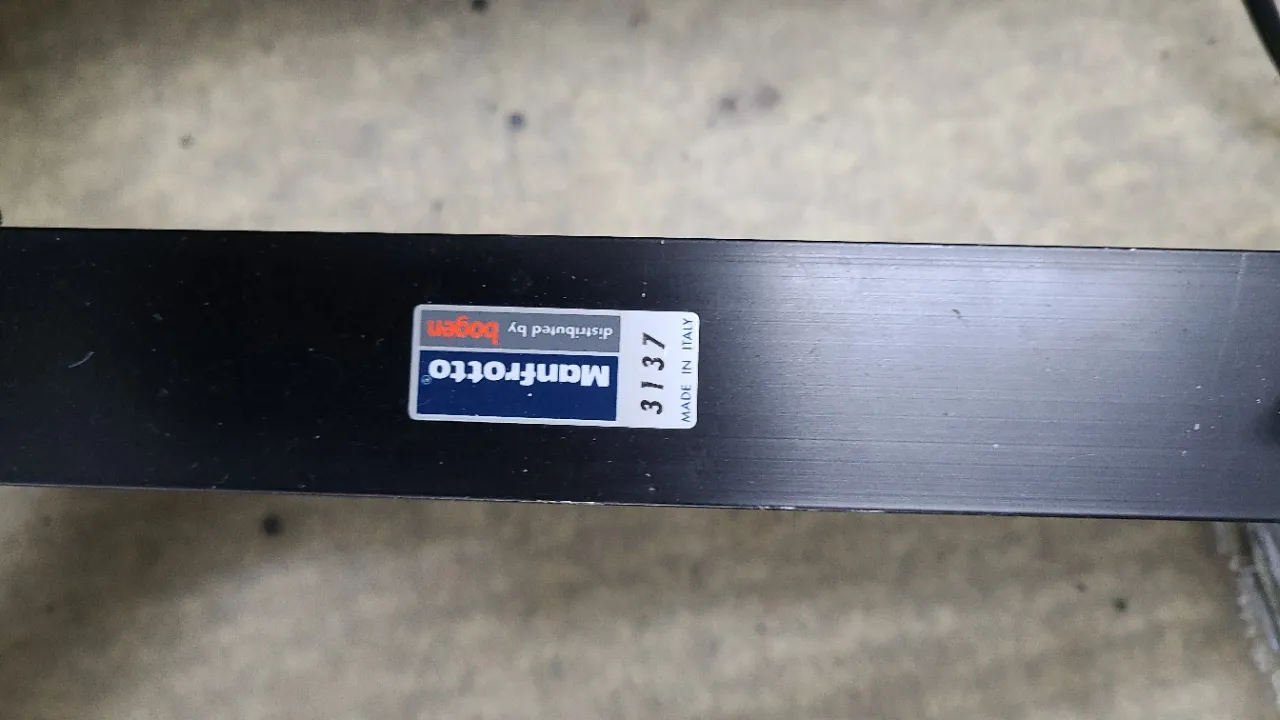 Manfrotto®
distributed by bogen
3137
MADE IN ITALY